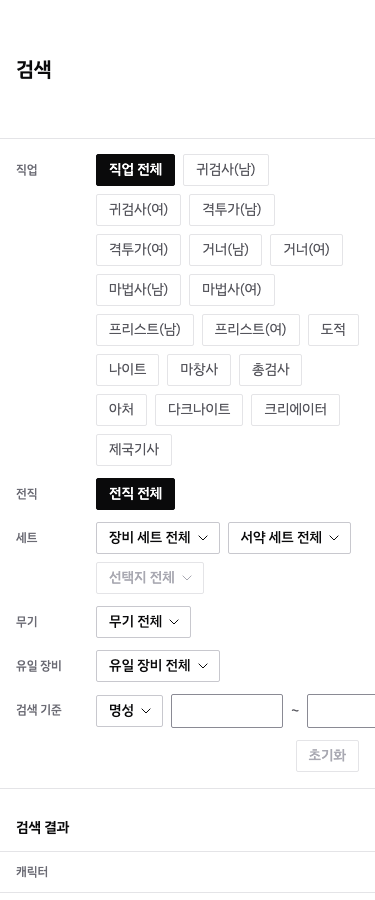 검색
직업 직업 전체 귀검사(남)
귀검사(여) 격투가(남)
격투가(여) 거너(남) 거너(여)
마법사(남) 마법사(여)
프리스트(남) 프리스트(여) 도적
나이트 마창사 총검사
아처 다크나이트 크리에이터
제국기사
전직 전직 전체
세트 장비 세트 전체 서약 세트 전체
선택지 전체
무기 무기 전체
유일 장비 유일 장비 전체
검색 기준 명성 ~
초기화
검색 결과
캐릭터